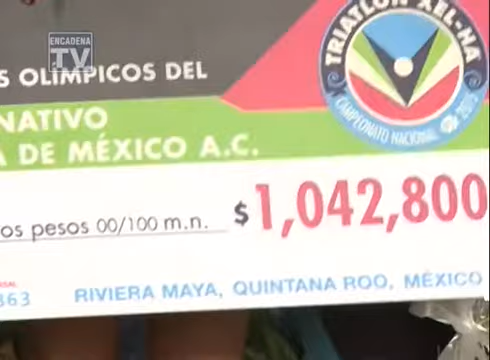 ENCADENA
TV
S OLÍMPICOS DEL
NATIVO
A DE MÉXICO A.C.
TRIATLÓN XEL-HA
CAMPEONATO NACIONAL
os pesos 00/100 m.n. $1,042,800
363
RIVIERA MAYA, QUINTANA ROO, MÉXICO